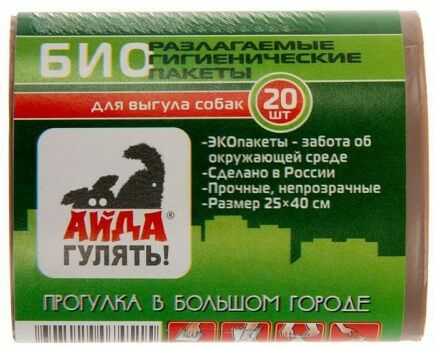 БИО РАЗЛАГАЕМЫЕ
ГИГИЕНИЧЕСКИЕ
ПАКЕТЫ
для выгула собак
20
шт
-ЭКОпакеты - забота об
окружающей среде
-Сделано в России
-Прочные, непрозрачные
-Размер 25×40 см
АЙДА®
ГУЛЯТЬ!
ПРОГУЛКА В БОЛЬШОМ ГОРОДЕ